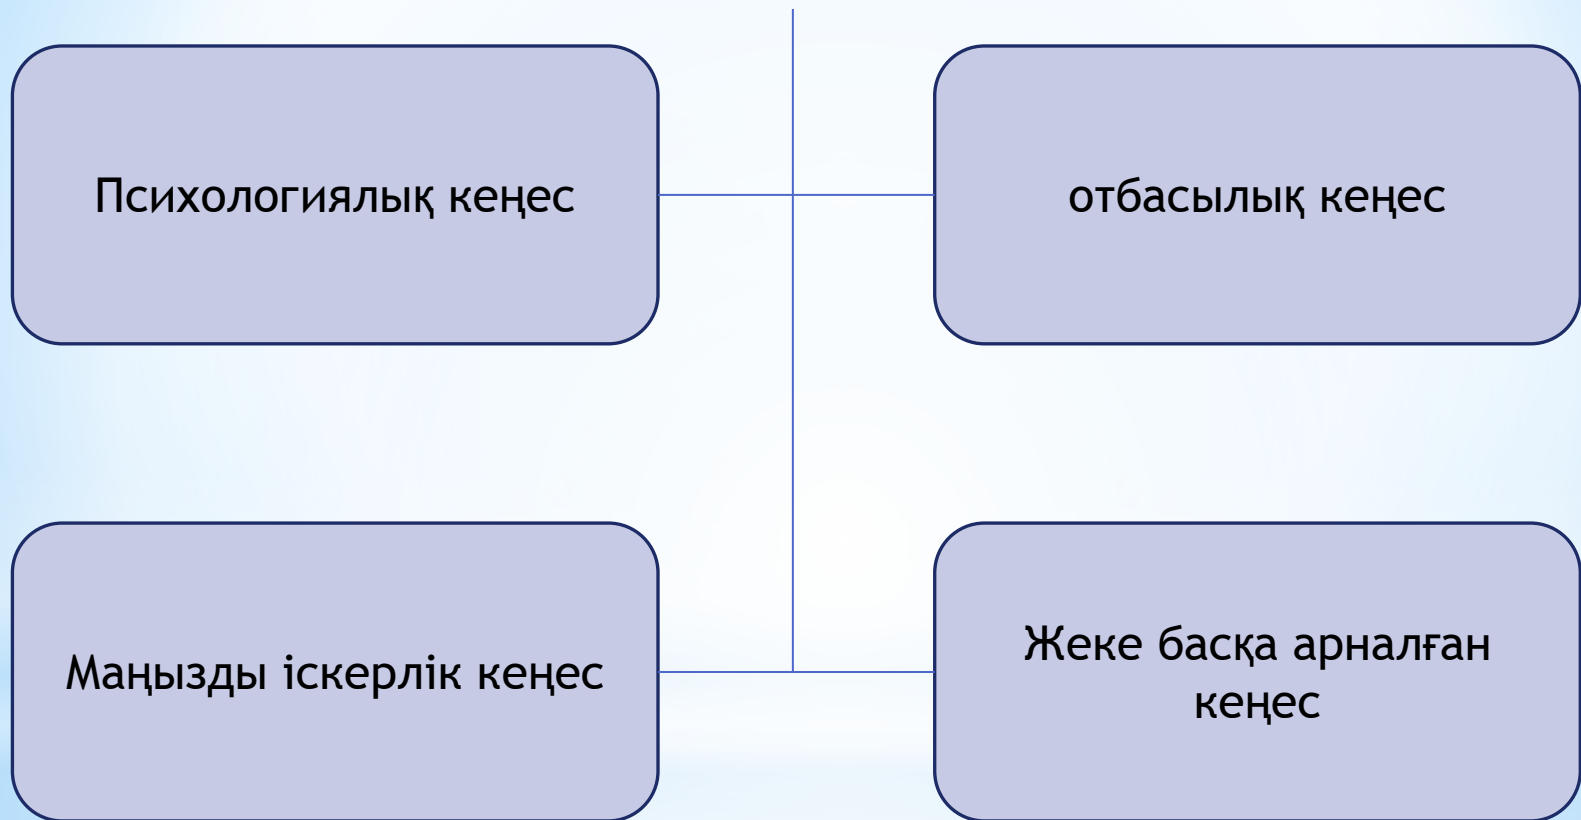 Психологиялық кеңес
отбасылық кеңес
Маңызды іскерлік кеңес
Жеке басқа арналған
кеңес